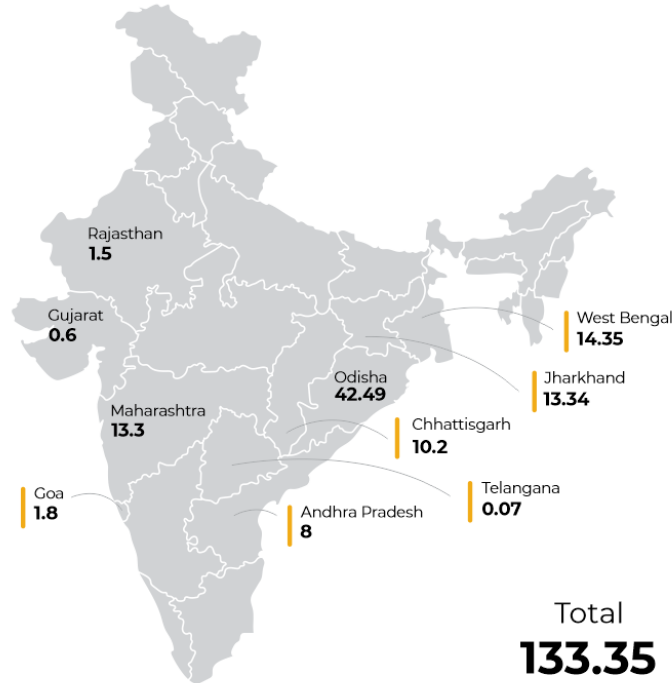 Rajasthan
1.5
Gujarat
0.6
West Bengal
14.35
Jharkhand
13.34
Odisha
42.49
Maharashtra
13.3
Chhattisgarh
10.2
Telangana
0.07
Goa
1.8
Andhra Pradesh
8
Total
133.35